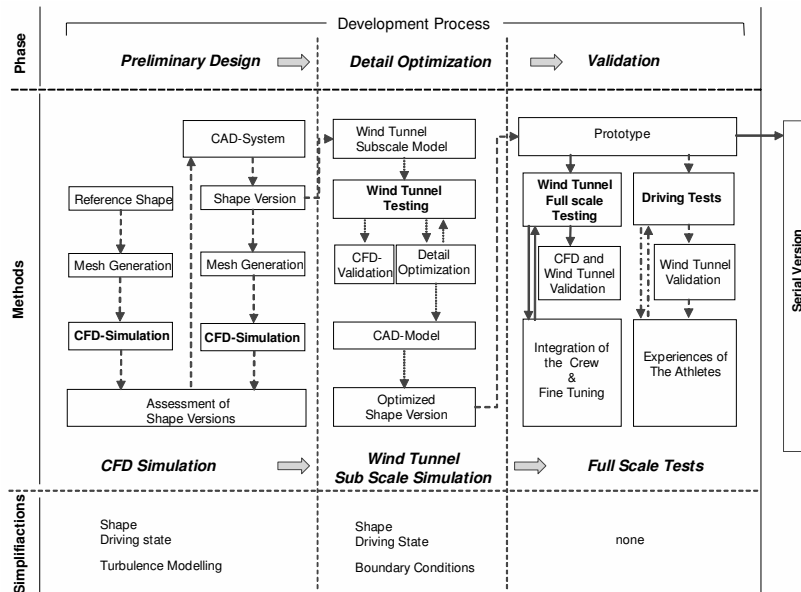 Development Process
Phase
Preliminary Design
Detail Optimization
Validation
Methods
CAD-System
Reference Shape
Shape Version
Mesh Generation
Mesh Generation
CFD-Simulation
CFD-Simulation
Assessment of
Shape Versions
CFD Simulation
Wind Tunnel
Subscale Model
Wind Tunnel
Testing
CFD-
Validation
Detail
Optimization
CAD-Model
Optimized
Shape Version
Wind Tunnel
Sub Scale Simulation
Prototype
Wind Tunnel
Full scale
Testing
Driving Tests
CFD and
Wind Tunnel
Validation
Wind Tunnel
Validation
Integration of
the Crew
&
Fine Tuning
Experiences of
The Athletes
Full Scale Tests
Serial Version
Simplifiactions
Shape
Driving state
Turbulence Modelling
Shape
Driving State
Boundary Conditions
none